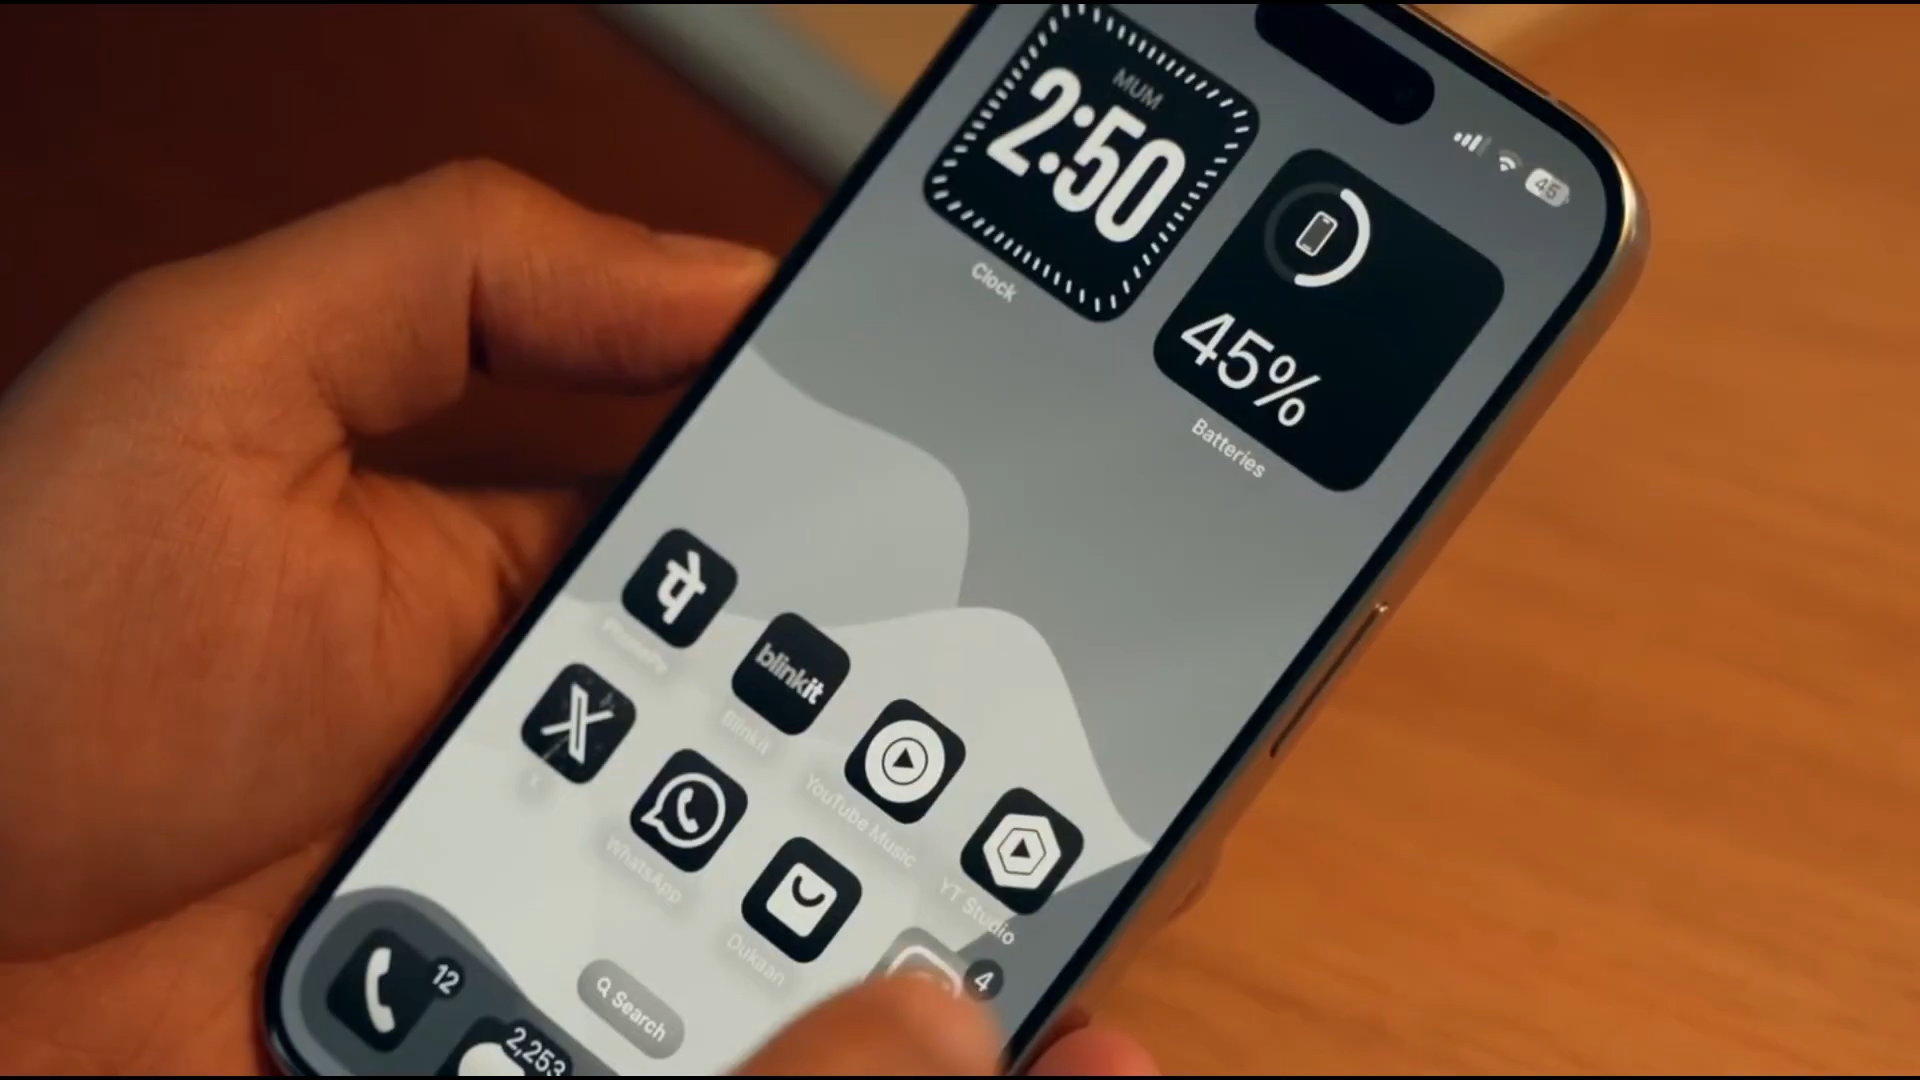 MUM
2:50
Clock
45
45%
Batteries
पे
PhonePe
blinkit
Blinkit
YouTube Music
YT Studio
X
X
WhatsApp
Dukaan
4
Search
12
2,253